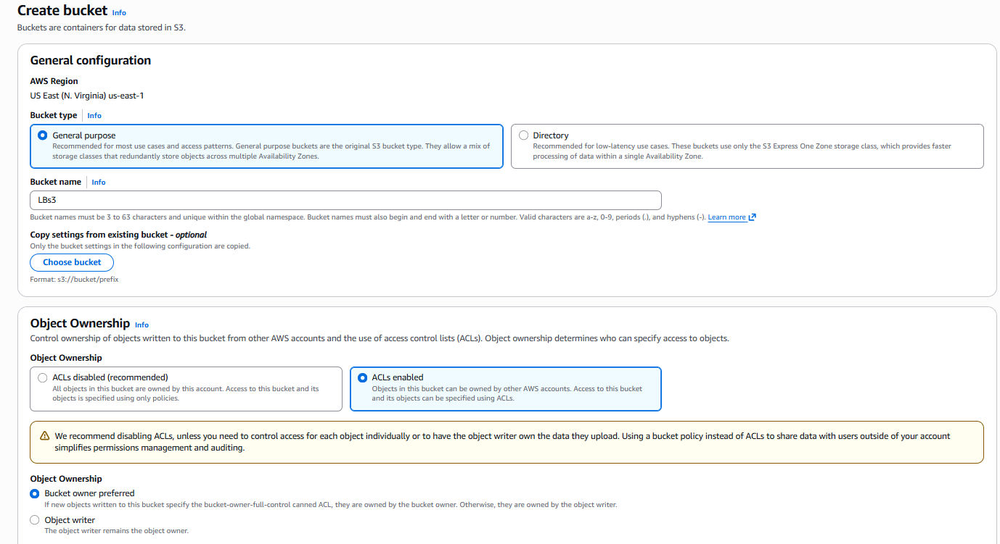 Create bucket Info
Buckets are containers for data stored in S3.
General configuration
AWS Region
US East (N. Virginia) us-east-1
Bucket type Info
General purpose
Recommended for most use cases and access patterns. General purpose buckets are the original S3 bucket type. They allow a mix of
storage classes that redundantly store objects across multiple Availability Zones.
Directory
Recommended for low-latency use cases. These buckets use only the S3 Express One Zone storage class, which provides faster
processing of data within a single Availability Zone.
Bucket name Info
LBs3
Bucket names must be 3 to 63 characters and unique within the global namespace. Bucket names must also begin and end with a letter or number. Valid characters are a-z, 0-9, periods (.), and hyphens (-). Learn more
Copy settings from existing bucket - optional
Only the bucket settings in the following configuration are copied.
Choose bucket
Format: s3://bucket/prefix
Object Ownership Info
Control ownership of objects written to this bucket from other AWS accounts and the use of access control lists (ACLs). Object ownership determines who can specify access to objects.
Object Ownership
ACLs disabled (recommended)
All objects in this bucket are owned by this account. Access to this bucket and its
objects is specified using only policies.
ACLs enabled
Objects in this bucket can be owned by other AWS accounts. Access to this bucket
and its objects can be specified using ACLs.
We recommend disabling ACLs, unless you need to control access for each object individually or to have the object writer own the data they upload. Using a bucket policy instead of ACLs to share data with users outside of your account
simplifies permissions management and auditing.
Object Ownership
Bucket owner preferred
If new objects written to this bucket specify the bucket-owner-full-control canned ACL, they are owned by the bucket owner. Otherwise, they are owned by the object writer.
Object writer
The object writer remains the object owner.